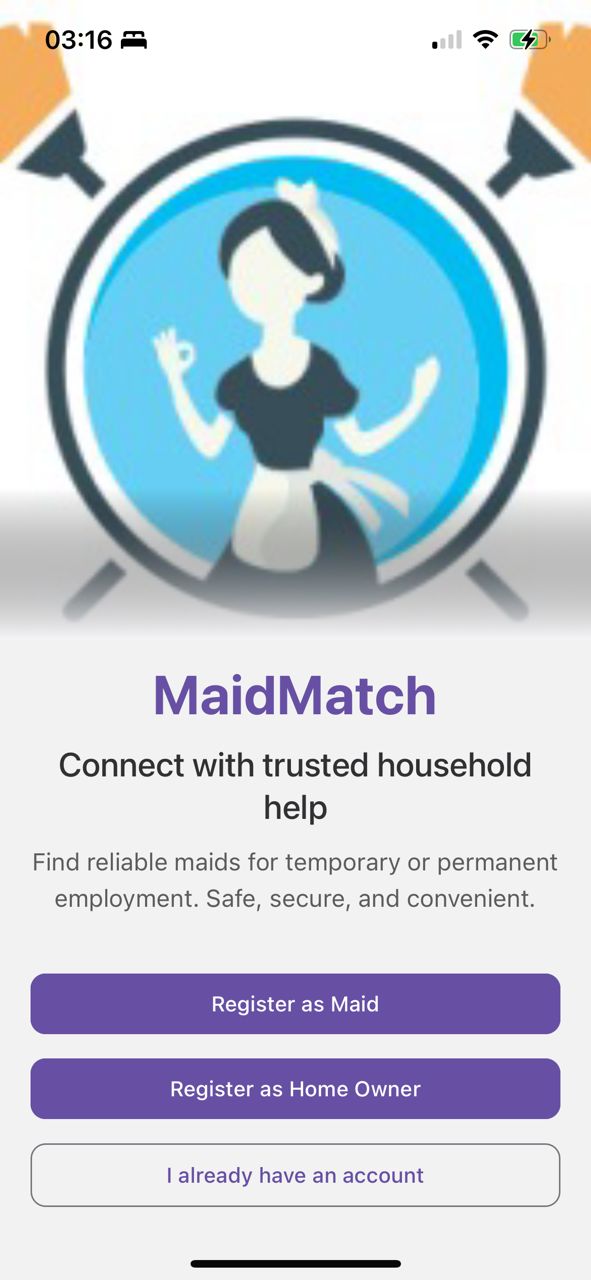 03:16
MaidMatch
Connect with trusted household
help
Find reliable maids for temporary or permanent
employment. Safe, secure, and convenient.
Register as Maid
Register as Home Owner
I already have an account